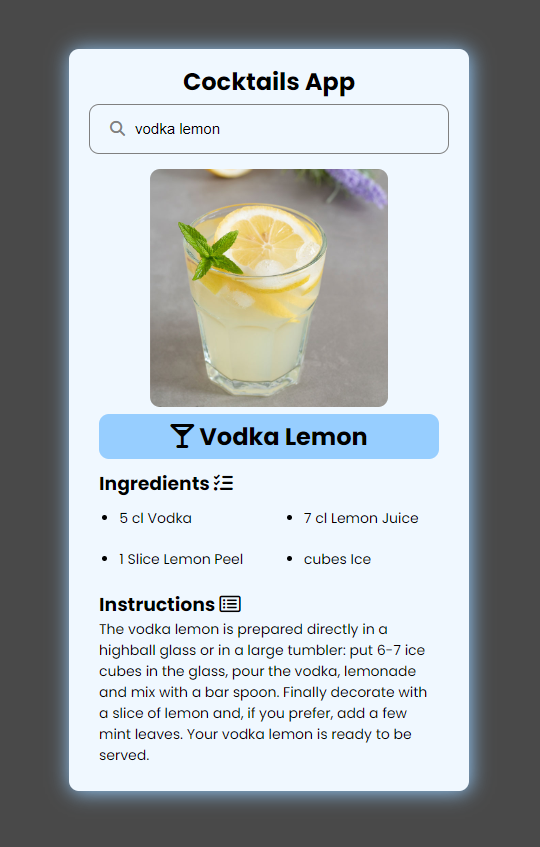 Cocktails App
vodka lemon
Vodka Lemon
Ingredients
5 cl Vodka
7 cl Lemon Juice
1 Slice Lemon Peel
cubes Ice
Instructions
The vodka lemon is prepared directly in a
highball glass or in a large tumbler: put 6-7 ice
cubes in the glass, pour the vodka, lemonade
and mix with a bar spoon. Finally decorate with
a slice of lemon and, if you prefer, add a few
mint leaves. Your vodka lemon is ready to be
served.